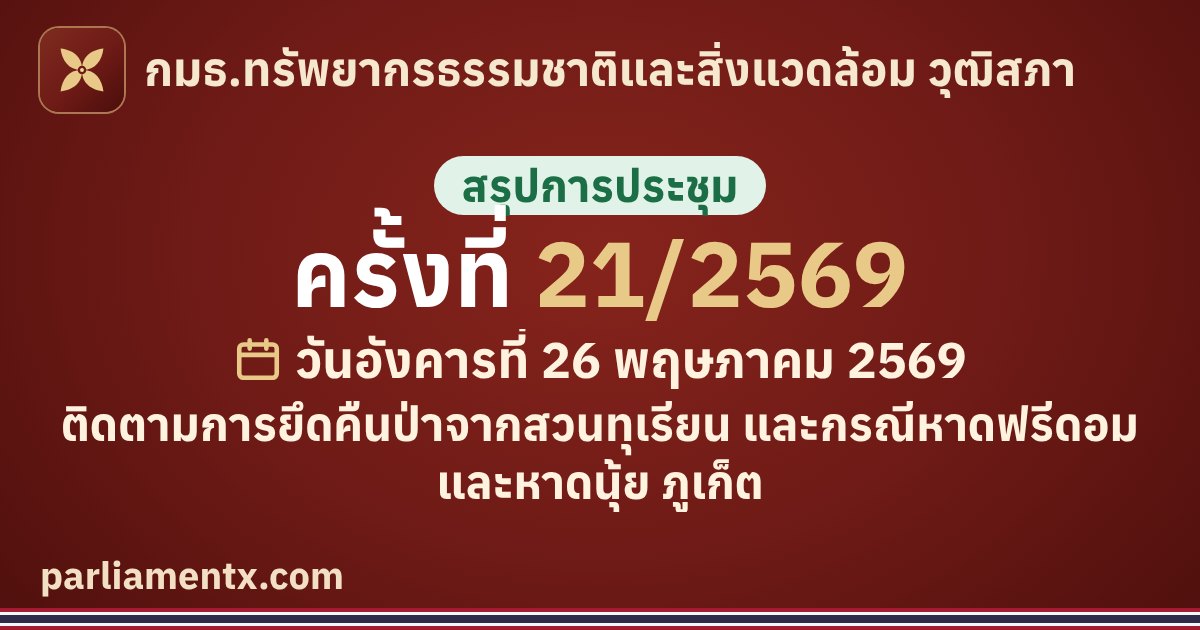 กมธ.ทรัพยากรธรรมชาติและสิ่งแวดล้อม วุฒิสภา
สรุปการประชุม
ครั้งที่ 21/2569
วันอังคารที่ 26 พฤษภาคม 2569
ติดตามการยึดคืนป่าจากสวนทุเรียน และกรณีหาดฟรีดอม
และหาดนุ้ย ภูเก็ต
parliamentx.com